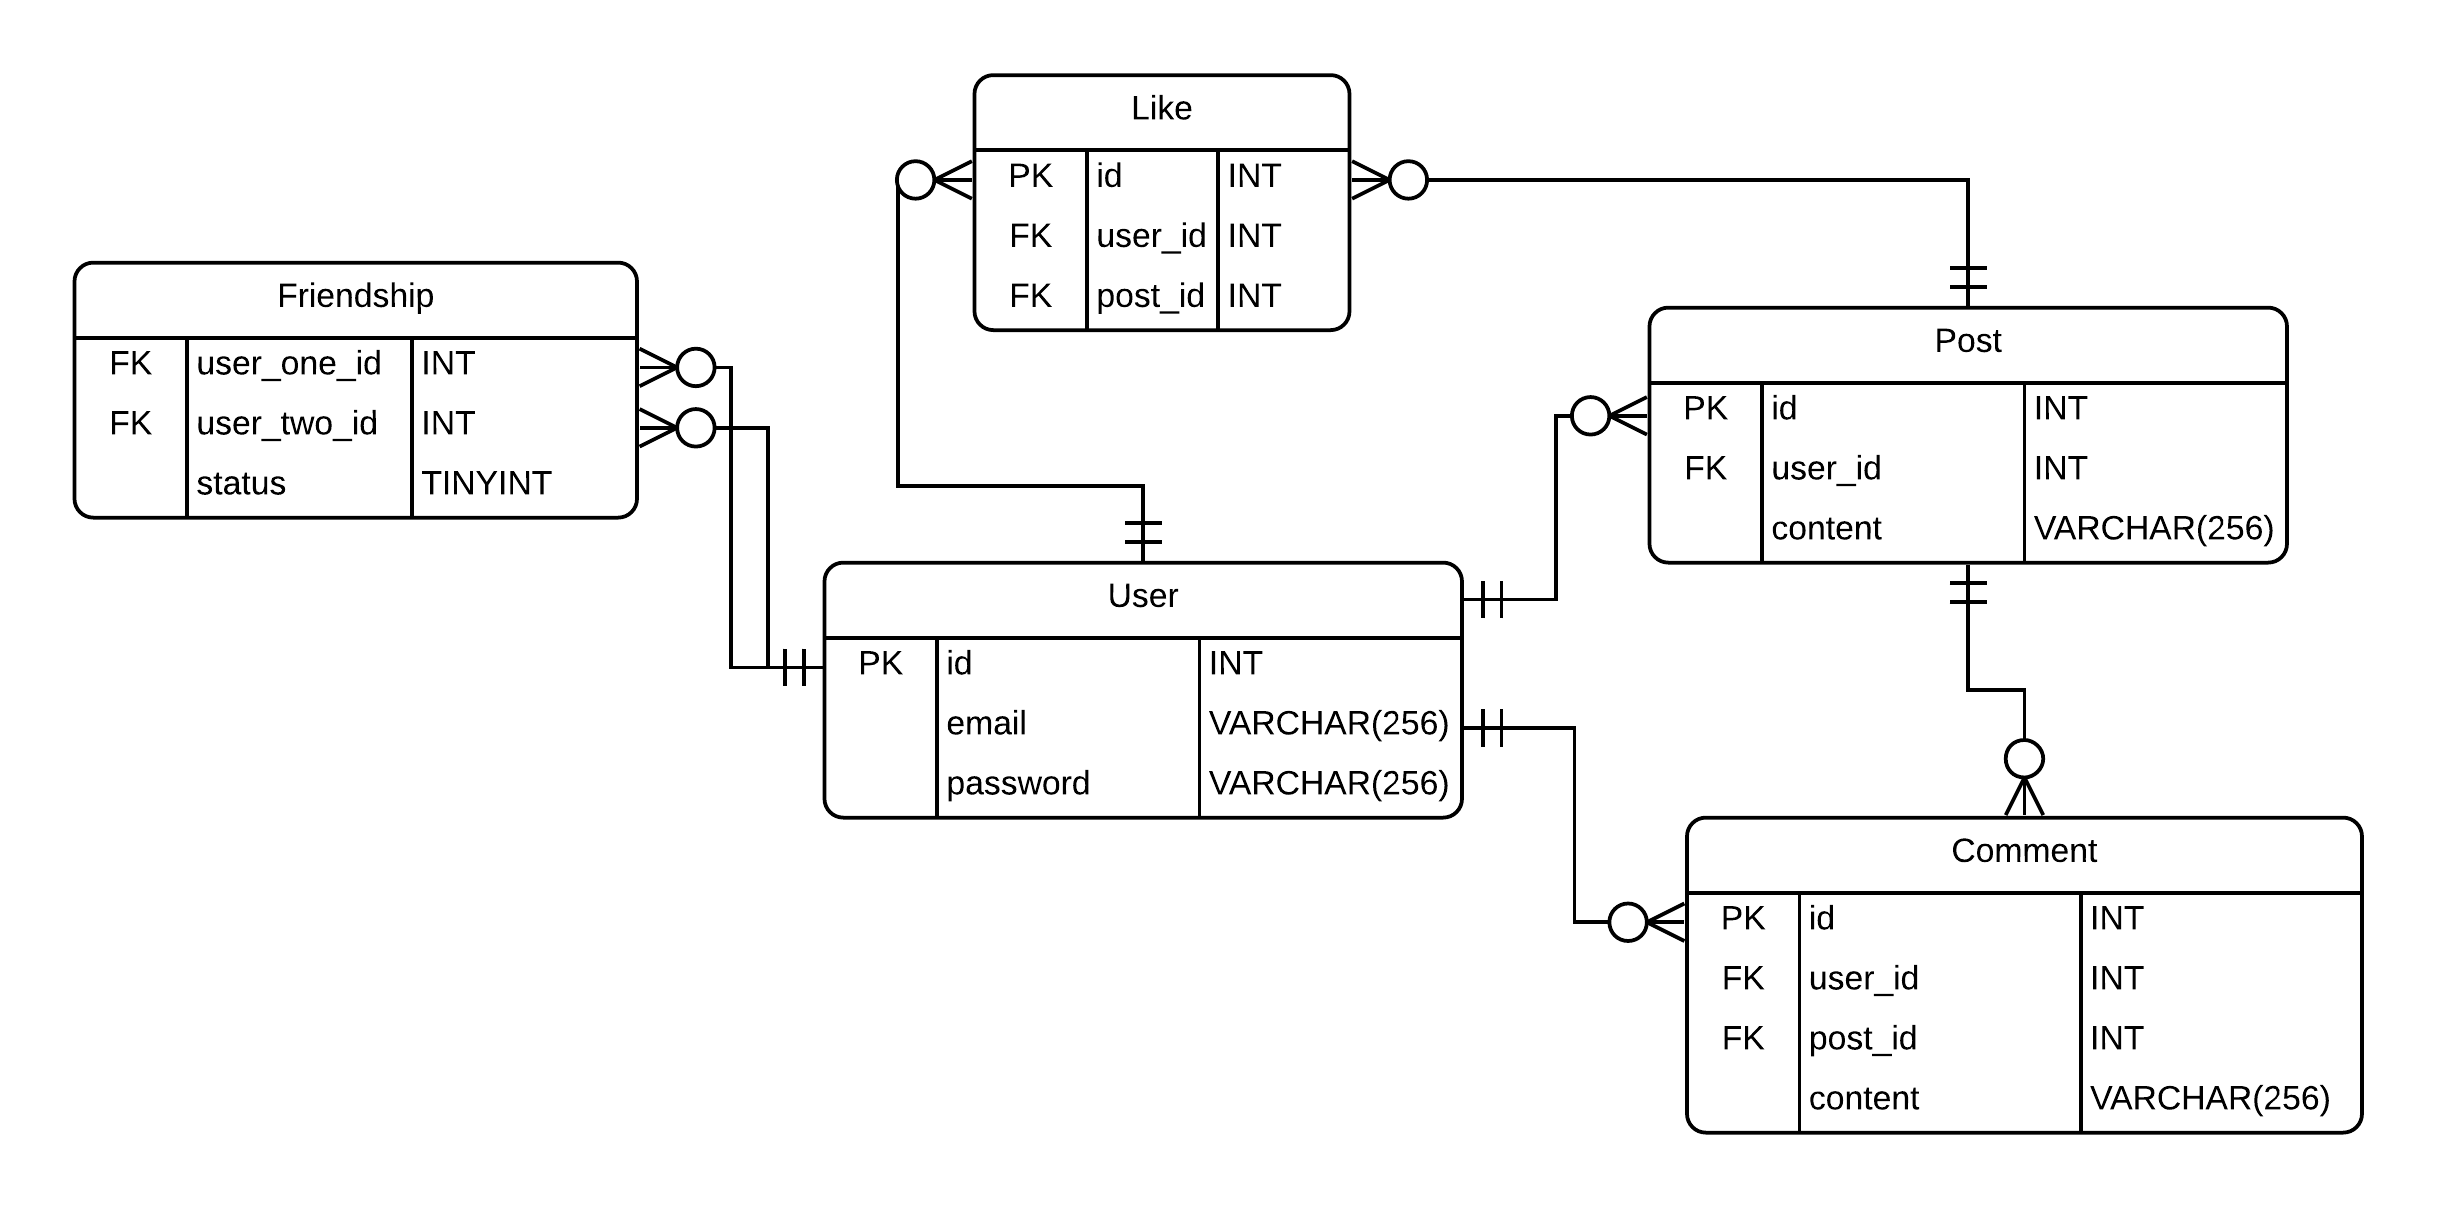 Like
PK id INT
FK user_id INT
FK post_id INT
Friendship
FK user_one_id INT
FK user_two_id INT
status TINYINT
Post
PK id INT
FK user_id INT
content VARCHAR(256)
User
PK id INT
email VARCHAR(256)
password VARCHAR(256)
Comment
PK id INT
FK user_id INT
FK post_id INT
content VARCHAR(256)